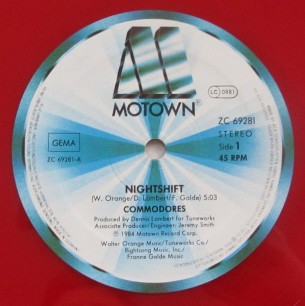 MOTOWN®
LC 0881
ZC 69281
STEREO
Side 1
45 RPM
GEMA
ZC 69281-A
NIGHTSHIFT
(W. Orange/D. Lambert/F. Golde) 5:03
COMMODORES
Produced by Dennis Lambert for Tuneworks
Associate Producer/Engineer: Jeremy Smith
℗ 1984 Motown Record Corp.
Walter Orange Music/Tuneworks Co./
Rightsong Music, Inc./
Franne Golde Music